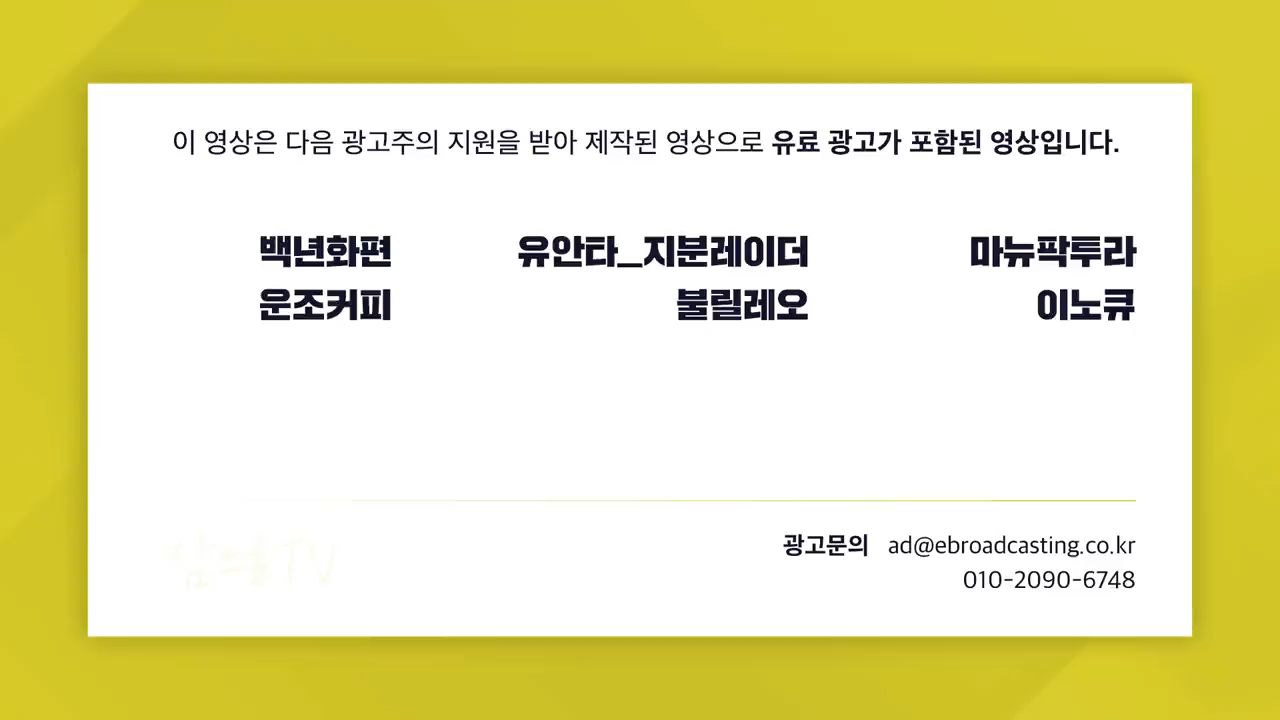 이 영상은 다음 광고주의 지원을 받아 제작된 영상으로 유료 광고가 포함된 영상입니다.
백년화편 유안타_지분레이더 마뉴팍투라
운조커피 불릴레오 이노큐
광고문의 ad@ebroadcasting.co.kr
010-2090-6748